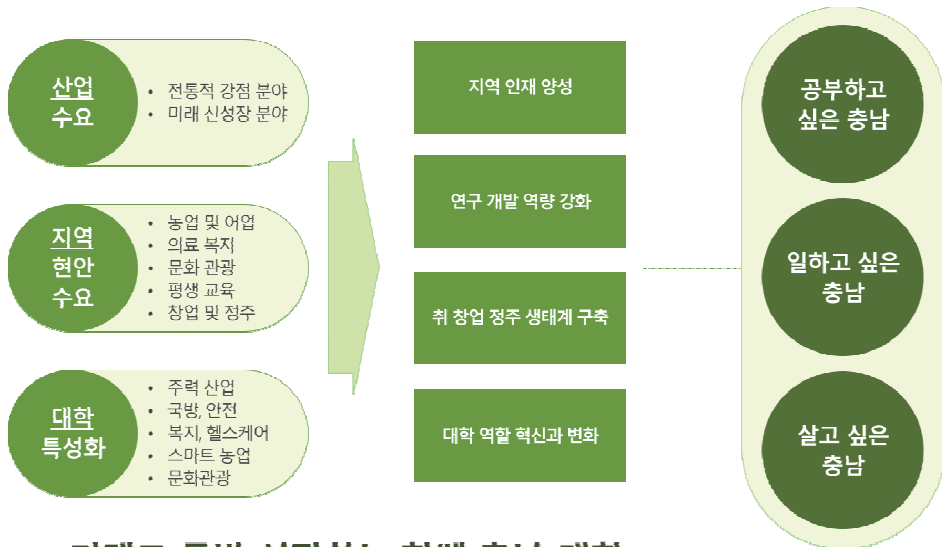 산업
수요
• 전통적 강점 분야
• 미래 신성장 분야
지역
현안
수요
• 농업 및 어업
• 의료 복지
• 문화 관광
• 평생 교육
• 창업 및 정주
대학
특성화
• 주력 산업
• 국방, 안전
• 복지, 헬스케어
• 스마트 농업
• 문화관광
지역 인재 양성
연구 개발 역량 강화
취 창업 정주 생태계 구축
대학 역할 혁신과 변화
공부하고
싶은 충남
일하고 싶은
충남
살고 싶은
충남